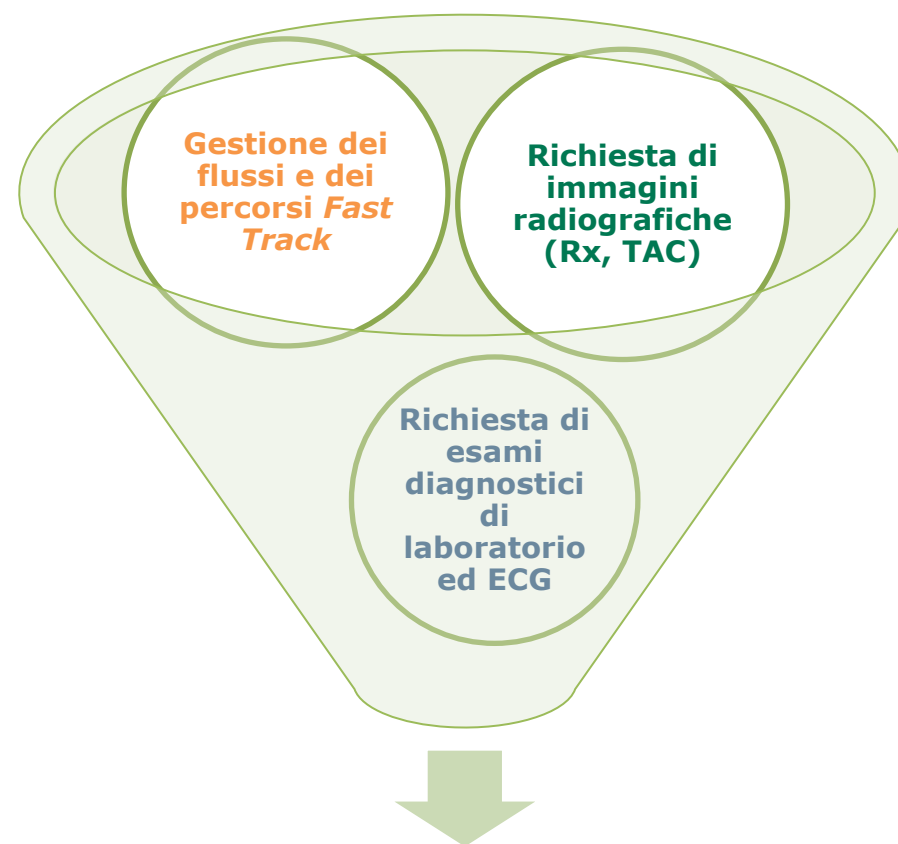 Gestione dei
flussi e dei
percorsi Fast
Track
Richiesta di
immagini
radiografiche
(Rx, TAC)
Richiesta di
esami
diagnostici
di
laboratorio
ed ECG